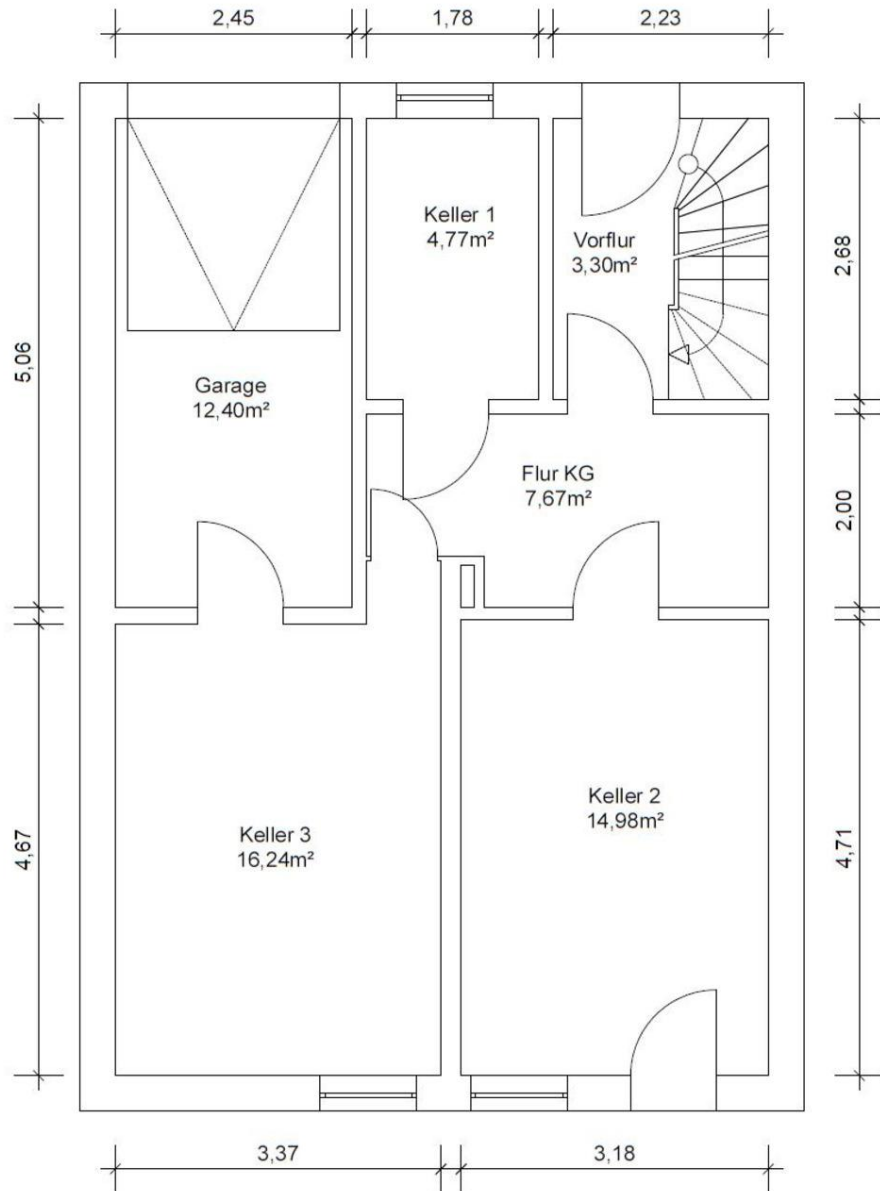 2,45
1,78
2,23
Keller 1
4,77m²
Vorflur
3,30m²
2,68
5,06
Garage
12,40m²
Flur KG
7,67m²
2,00
Keller 2
14,98m²
Keller 3
16,24m²
4,67
4,71
3,37
3,18